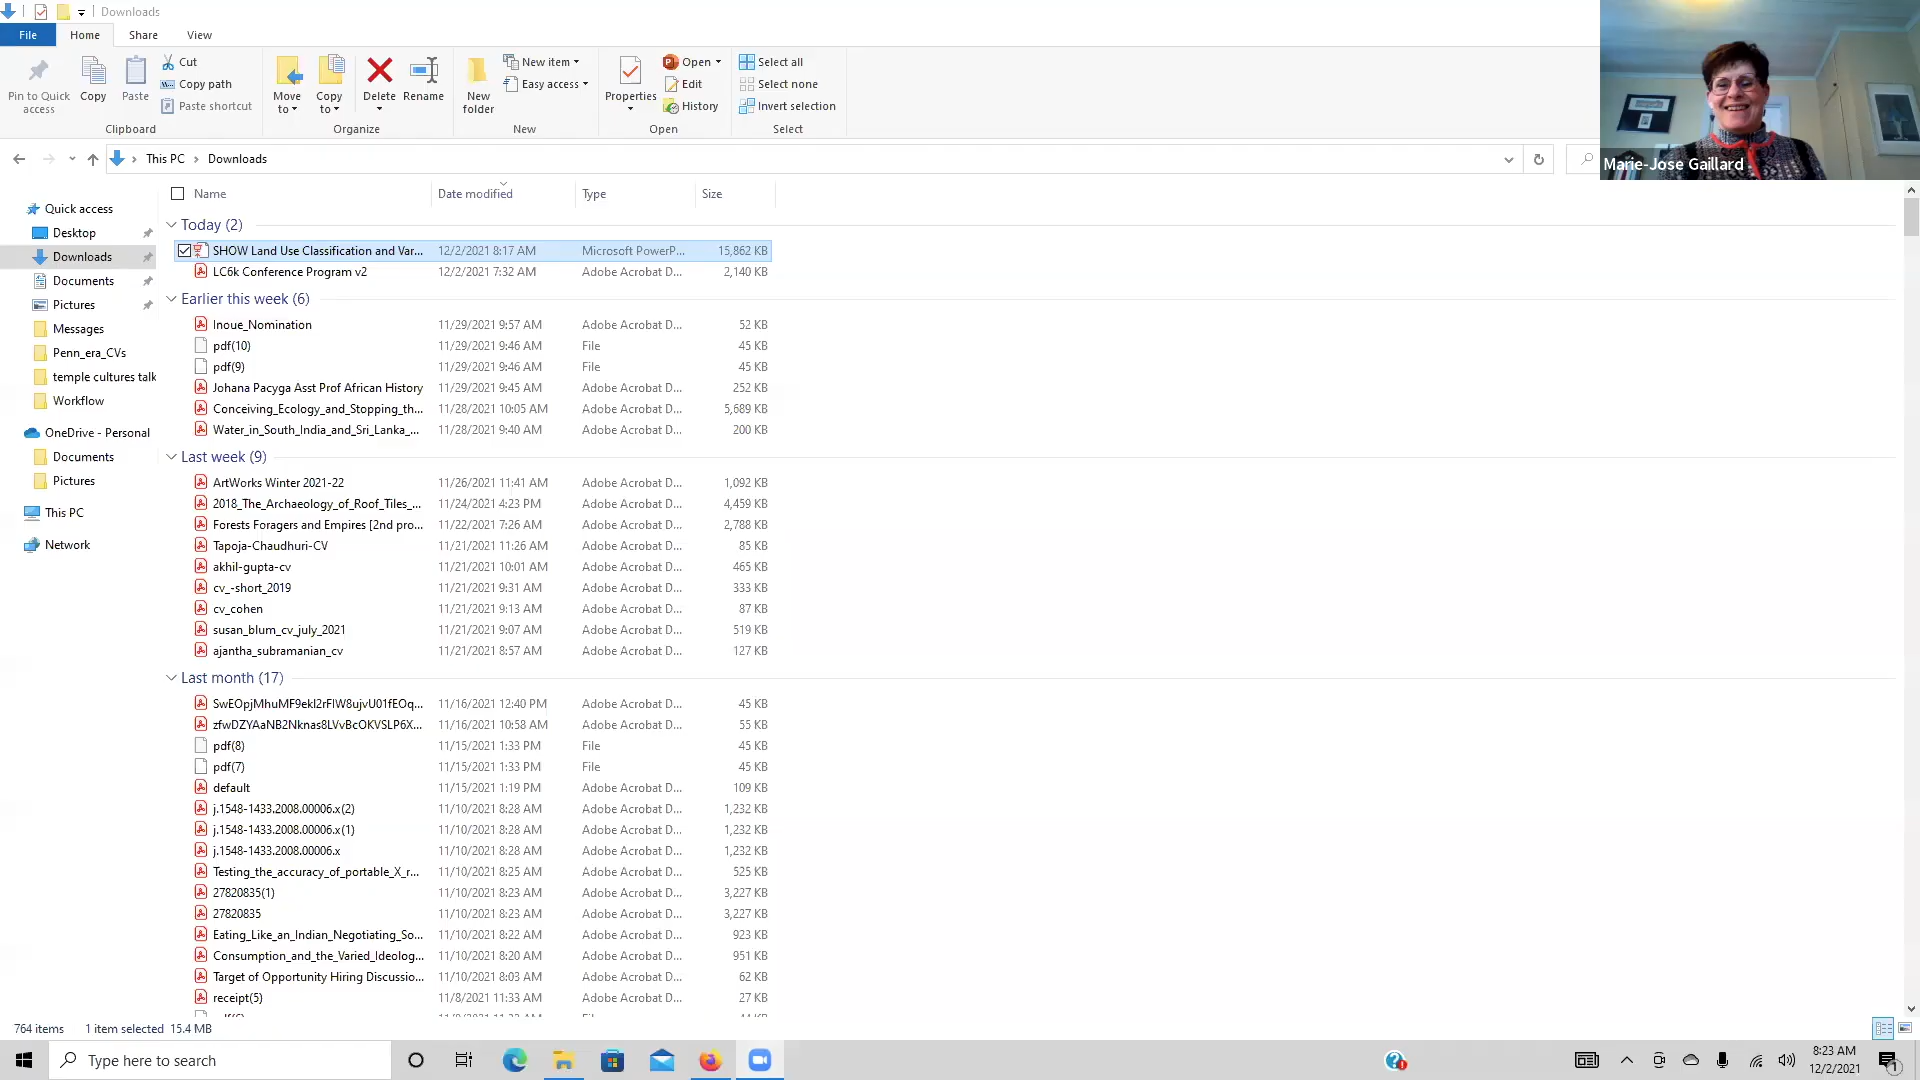 Downloads
File Home Share View
Pin to Quick access
Copy
Paste
Cut
Copy path
Paste shortcut
Clipboard
Move to
Copy to
Delete
Rename
Organize
New folder
New item
Easy access
New
Properties
Open
Edit
History
Open
Select all
Select none
Invert selection
Select
This PC Downloads
Marie-Jose Gaillard
Quick access
Desktop
Downloads
Documents
Pictures
Messages
Penn_era_CVs
temple cultures talk
Workflow
OneDrive - Personal
Documents
Pictures
This PC
Network
Name Date modified Type Size
Today (2)
SHOW Land Use Classification and Var... 12/2/2021 8:17 AM Microsoft PowerP... 15,862 KB
LC6k Conference Program v2 12/2/2021 7:32 AM Adobe Acrobat D... 2,140 KB
Earlier this week (6)
Inoue_Nomination 11/29/2021 9:57 AM Adobe Acrobat D... 52 KB
pdf(10) 11/29/2021 9:46 AM File 45 KB
pdf(9) 11/29/2021 9:46 AM File 45 KB
Johana Pacyga Asst Prof African History 11/29/2021 9:45 AM Adobe Acrobat D... 252 KB
Conceiving_Ecology_and_Stopping_th... 11/28/2021 10:05 AM Adobe Acrobat D... 5,689 KB
Water_in_South_India_and_Sri_Lanka_... 11/28/2021 9:40 AM Adobe Acrobat D... 200 KB
Last week (9)
ArtWorks Winter 2021-22 11/26/2021 11:41 AM Adobe Acrobat D... 1,092 KB
2018_The_Archaeology_of_Roof_Tiles_... 11/24/2021 4:23 PM Adobe Acrobat D... 4,459 KB
Forests Foragers and Empires [2nd pro... 11/22/2021 7:26 AM Adobe Acrobat D... 2,788 KB
Tapoja-Chaudhuri-CV 11/21/2021 11:26 AM Adobe Acrobat D... 85 KB
akhil-gupta-cv 11/21/2021 10:01 AM Adobe Acrobat D... 465 KB
cv_-short_2019 11/21/2021 9:31 AM Adobe Acrobat D... 333 KB
cv_cohen 11/21/2021 9:13 AM Adobe Acrobat D... 87 KB
susan_blum_cv_july_2021 11/21/2021 9:07 AM Adobe Acrobat D... 519 KB
ajantha_subramanian_cv 11/21/2021 8:57 AM Adobe Acrobat D... 127 KB
Last month (17)
SwEOpjMhuMF9ekI2rFIW8ujvU01fEOq... 11/16/2021 12:40 PM Adobe Acrobat D... 45 KB
zfwDZYAaNB2Nknas8LVvBcOKVSLP6X... 11/16/2021 10:58 AM Adobe Acrobat D... 55 KB
pdf(8) 11/15/2021 1:33 PM File 45 KB
pdf(7) 11/15/2021 1:33 PM File 45 KB
default 11/15/2021 1:19 PM Adobe Acrobat D... 109 KB
j.1548-1433.2008.00006.x(2) 11/10/2021 8:28 AM Adobe Acrobat D... 1,232 KB
j.1548-1433.2008.00006.x(1) 11/10/2021 8:28 AM Adobe Acrobat D... 1,232 KB
j.1548-1433.2008.00006.x 11/10/2021 8:28 AM Adobe Acrobat D... 1,232 KB
Testing_the_accuracy_of_portable_X_r... 11/10/2021 8:25 AM Adobe Acrobat D... 525 KB
27820835(1) 11/10/2021 8:23 AM Adobe Acrobat D... 3,227 KB
27820835 11/10/2021 8:23 AM Adobe Acrobat D... 3,227 KB
Eating_Like_an_Indian_Negotiating_So... 11/10/2021 8:22 AM Adobe Acrobat D... 923 KB
Consumption_and_the_Varied_Ideolog... 11/10/2021 8:20 AM Adobe Acrobat D... 951 KB
Target of Opportunity Hiring Discussio... 11/10/2021 8:03 AM Adobe Acrobat D... 62 KB
receipt(5) 11/8/2021 11:33 AM Adobe Acrobat D... 27 KB
764 items 1 item selected 15.4 MB
Type here to search
8:23 AM
12/2/2021
1